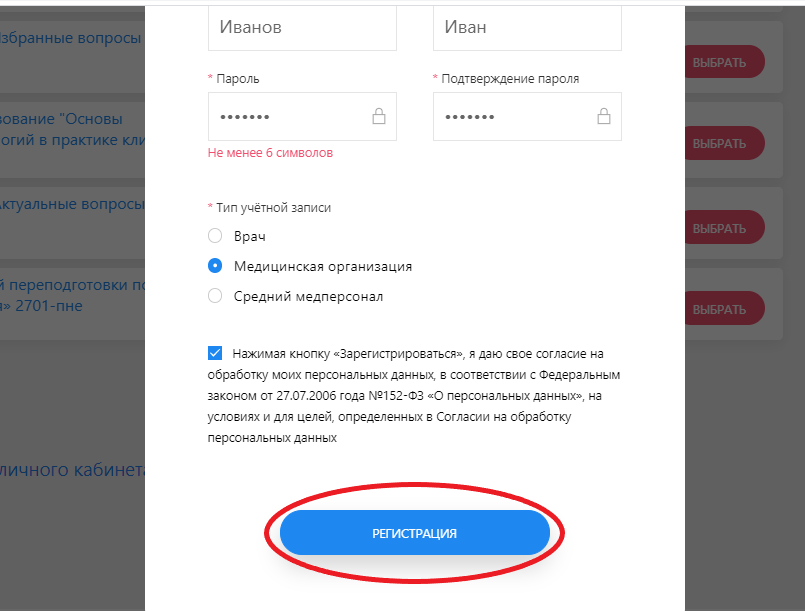 Иванов
Иван
* Пароль
* Подтверждение пароля
•••••••
•••••••
Не менее 6 символов
* Тип учётной записи
Врач
Медицинская организация
Средний медперсонал
Нажимая кнопку «Зарегистрироваться», я даю свое согласие на
обработку моих персональных данных, в соответствии с Федеральным
законом от 27.07.2006 года №152-ФЗ «О персональных данных», на
условиях и для целей, определенных в Согласии на обработку
персональных данных
РЕГИСТРАЦИЯ
Избранные вопросы
ВЫБРАТЬ
зование "Основы
огий в практике кли
ВЫБРАТЬ
Актуальные вопросы
ВЫБРАТЬ
й переподготовки по
я» 2701-пне
ВЫБРАТЬ
личного кабинета